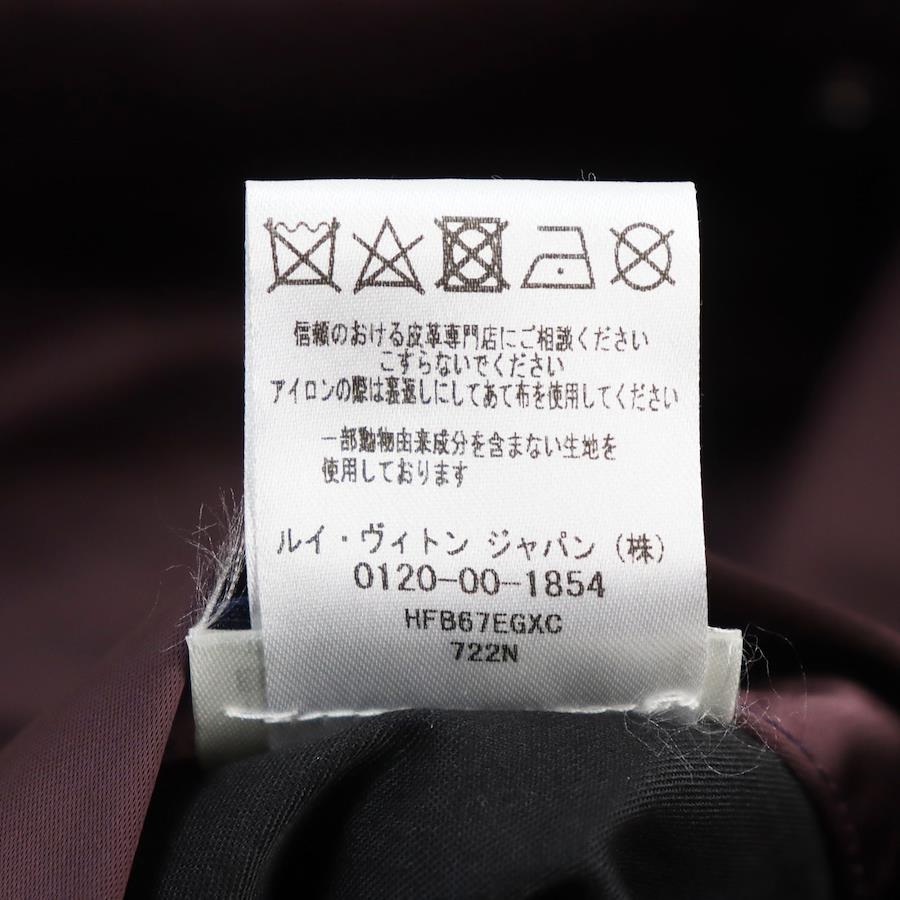 信頼のおける皮革専門店にご相談ください
こすらないでください
アイロンの際は裏返しにしてあて布を使用してください
一部動物由来成分を含まない生地を
使用しております
ルイ・ヴィトン ジャパン (株)
0120-00-1854
HFB67EGXC
722N